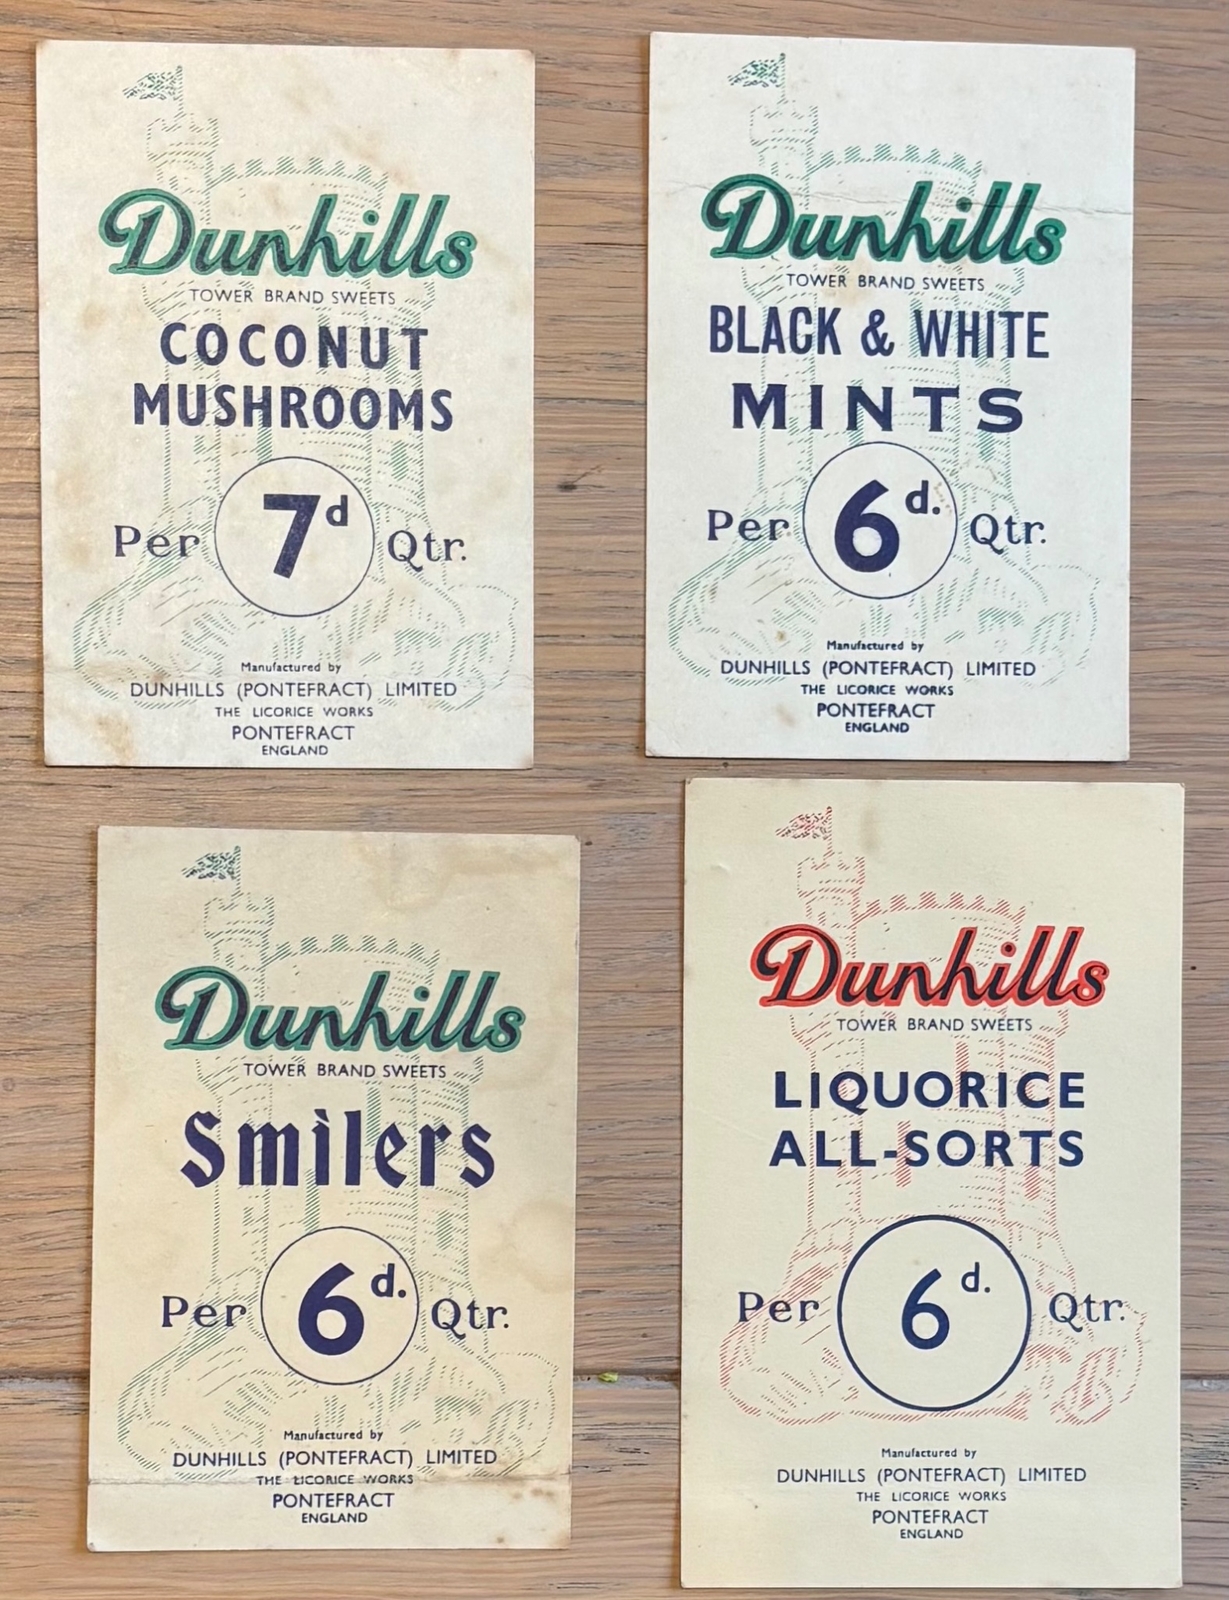 Dunhills
TOWER BRAND SWEETS
COCONUT
MUSHROOMS
Per 7d Qtr.
Manufactured by
DUNHILLS (PONTEFRACT) LIMITED
THE LICORICE WORKS
PONTEFRACT
ENGLAND
Dunhills
TOWER BRAND SWEETS
BLACK & WHITE
MINTS
Per 6d. Qtr.
Manufactured by
DUNHILLS (PONTEFRACT) LIMITED
THE LICORICE WORKS
PONTEFRACT
ENGLAND
Dunhills
TOWER BRAND SWEETS
Smilers
Per 6d. Qtr.
Manufactured by
DUNHILLS (PONTEFRACT) LIMITED
THE LICORICE WORKS
PONTEFRACT
ENGLAND
Dunhills
TOWER BRAND SWEETS
LIQUORICE
ALL-SORTS
Per 6d. Qtr.
Manufactured by
DUNHILLS (PONTEFRACT) LIMITED
THE LICORICE WORKS
PONTEFRACT
ENGLAND